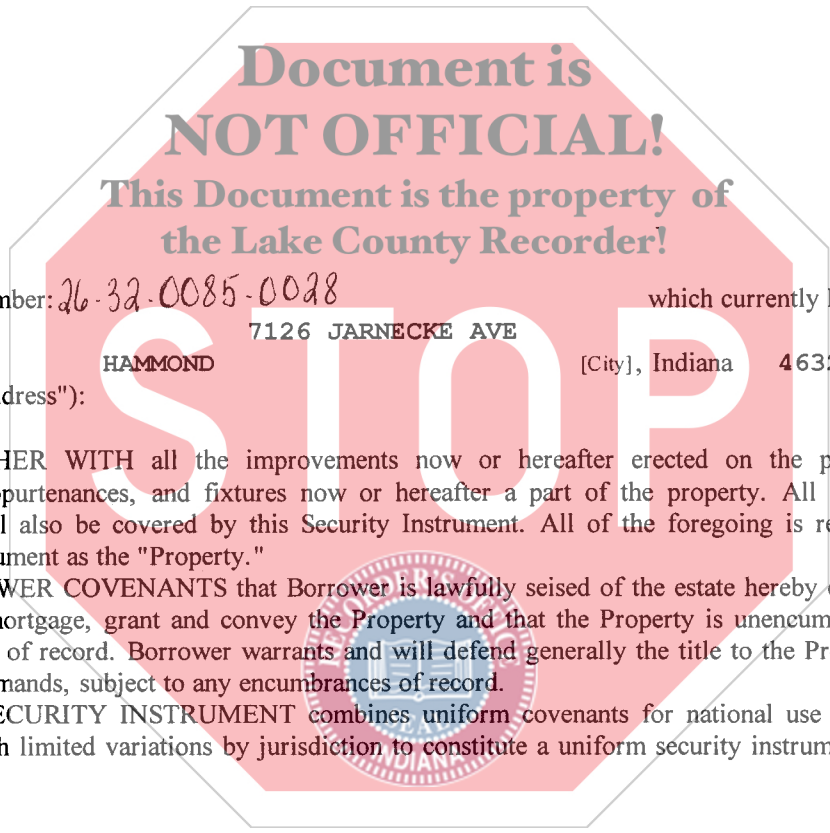 Document is
NOT OFFICIAL!
This Document is the property of
the Lake County Recorder!
mber: 26-32-0085-0028 which currently
7126 JARNECKE AVE
HAMMOND [City], Indiana 4632
dress"):
STOP
HER WITH all the improvements now or hereafter erected on the p
purtenances, and fixtures now or hereafter a part of the property. All
l also be covered by this Security Instrument. All of the foregoing is re
ument as the "Property."
WER COVENANTS that Borrower is lawfully seised of the estate hereby
ortgage, grant and convey the Property and that the Property is unencum
of record. Borrower warrants and will defend generally the title to the Pr
mands, subject to any encumbrances of record.
ECURITY INSTRUMENT combines uniform covenants for national use
h limited variations by jurisdiction to constitute a uniform security instrum
RECORDER'S OFFICE
INDIANA